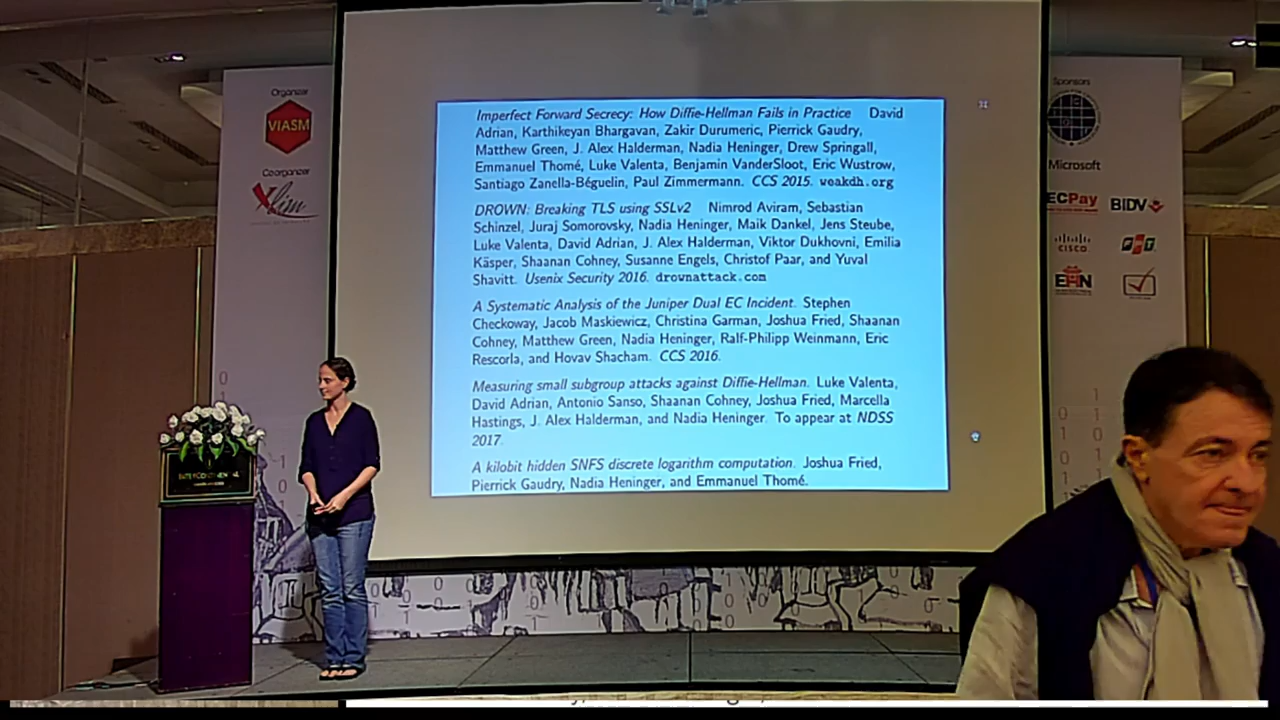 Organizer
VIASM
Co-organizer
Xlim
Imperfect Forward Secrecy: How Diffie-Hellman Fails in Practice David
Adrian, Karthikeyan Bhargavan, Zakir Durumeric, Pierrick Gaudry,
Matthew Green, J. Alex Halderman, Nadia Heninger, Drew Springall,
Emmanuel Thomé, Luke Valenta, Benjamin VanderSloot, Eric Wustrow,
Santiago Zanella-Béguelin, Paul Zimmermann. CCS 2015. weakdh.org
DROWN: Breaking TLS using SSLv2 Nimrod Aviram, Sebastian
Schinzel, Juraj Somorovsky, Nadia Heninger, Maik Dankel, Jens Steube,
Luke Valenta, David Adrian, J. Alex Halderman, Viktor Dukhovni, Emilia
Käsper, Shaanan Cohney, Susanne Engels, Christof Paar, and Yuval
Shavitt. Usenix Security 2016. drownattack.com
A Systematic Analysis of the Juniper Dual EC Incident. Stephen
Checkoway, Jacob Maskiewicz, Christina Garman, Joshua Fried, Shaanan
Cohney, Matthew Green, Nadia Heninger, Ralf-Philipp Weinmann, Eric
Rescorla, and Hovav Shacham. CCS 2016.
Measuring small subgroup attacks against Diffie-Hellman. Luke Valenta,
David Adrian, Antonio Sanso, Shaanan Cohney, Joshua Fried, Marcella
Hastings, J. Alex Halderman, and Nadia Heninger. To appear at NDSS
2017.
A kilobit hidden SNFS discrete logarithm computation. Joshua Fried,
Pierrick Gaudry, Nadia Heninger, and Emmanuel Thomé.
Sponsors
Microsoft
ECPay
BIDV
CISCO
FPT